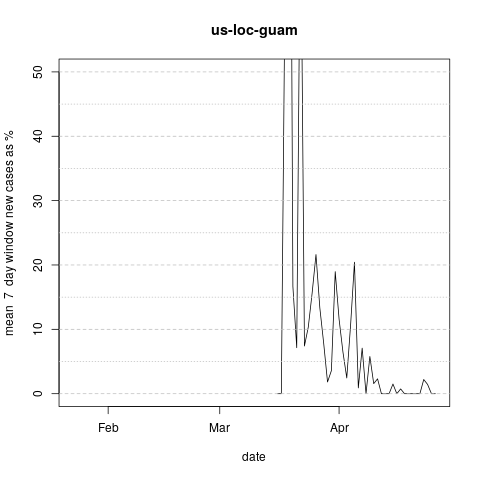 us-loc-guam
mean  7  day window new cases as %
50
40
30
20
10
0
Feb
Mar
Apr
date